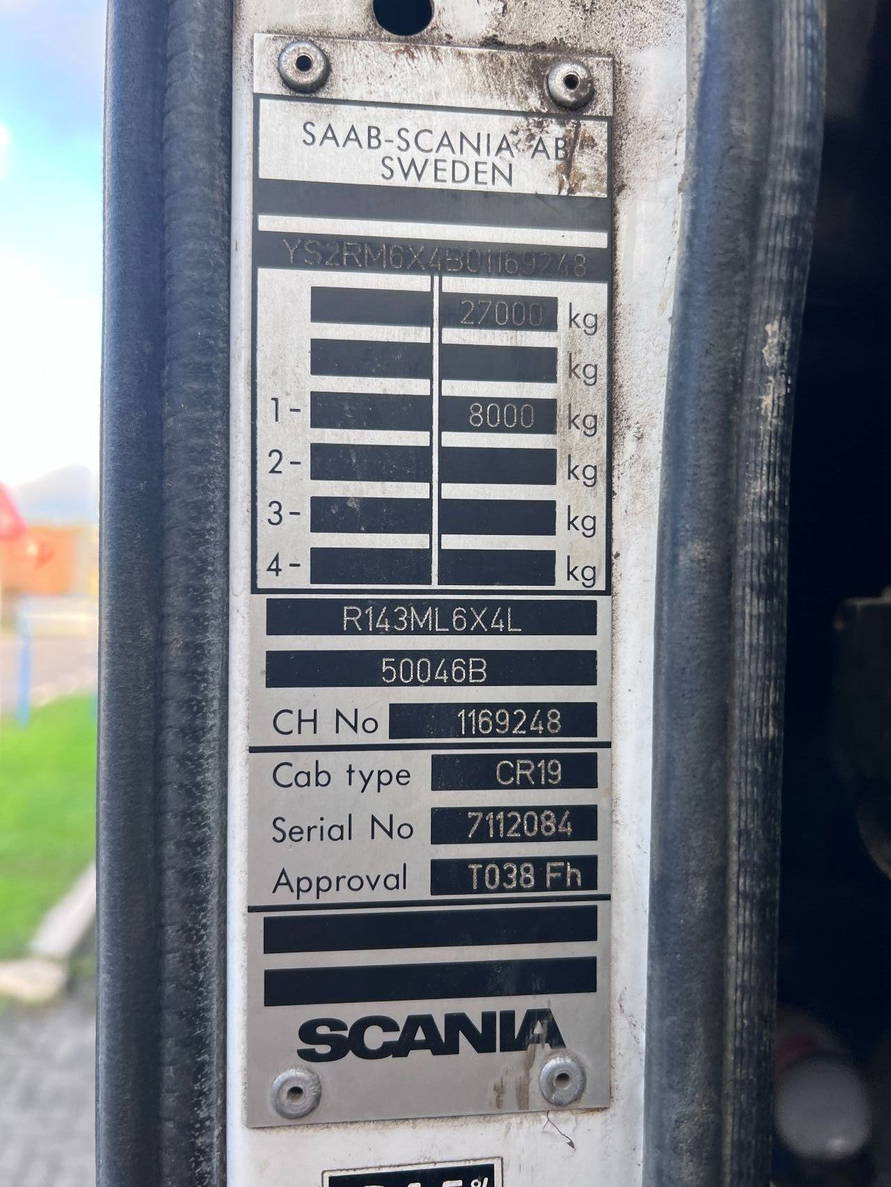 SAAB-SCANIA AB
SWEDEN
YS2RM6X4B01169248
27000 kg
kg
1- 8000 kg
2- kg
3- kg
4- kg
R143ML6X4L
50046B
CH No 1169248
Cab type CR19
Serial No 7112084
Approval T038 Fh
SCANIA